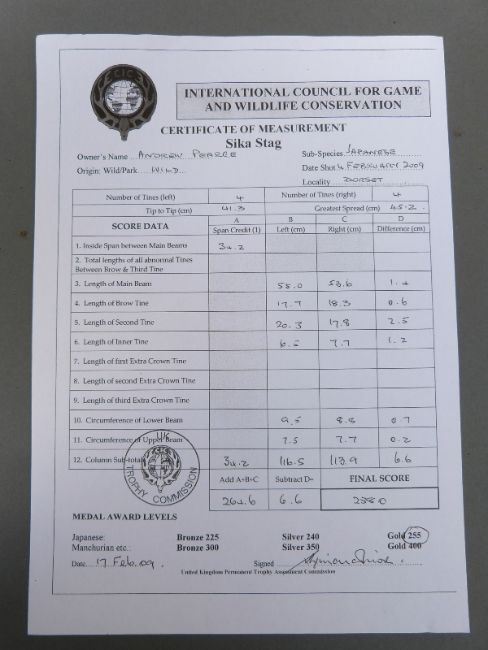 CIC
INTERNATIONAL COUNCIL FOR GAME
AND WILDLIFE CONSERVATION
CERTIFICATE OF MEASUREMENT
Sika Stag
Owner's Name ANDREW PEARCE Sub-Species JAPANESE
Origin: Wild/Park WILD Date Shot 4 FEBRUARY 2009
Locality DORSET
Number of Tines (left) 4 Number of Tines (right) 4
Tip to Tip (cm) 41.3 Greatest Spread (cm) 45.2
SCORE DATA A Span Credit (1) B Left (cm) C Right (cm) D Difference (cm)
1. Inside Span between Main Beams 34.2
2. Total lengths of all abnormal Tines
Between Brow & Third Tine
3. Length of Main Beam 55.0 53.6 1.4
4. Length of Brow Tine 17.7 18.3 0.6
5. Length of Second Tine 20.3 17.8 2.5
6. Length of Inner Tine 6.5 7.7 1.2
7. Length of first Extra Crown Tine
8. Length of second Extra Crown Tine
9. Length of third Extra Crown Tine
10. Circumference of Lower Beam 9.5 8.8 0.7
11. Circumference of Upper Beam 7.5 7.7 0.2
12. Column Sub-totals 34.2 116.5 113.9 6.6
UK
TROPHY COMMISSION
Add A+B+C Subtract D= FINAL SCORE
264.6 6.6 258.0
MEDAL AWARD LEVELS
Japanese: Bronze 225 Silver 240 Gold 255
Manchurian etc.: Bronze 300 Silver 350 Gold 400
Date 17 Feb. 09. Signed
United Kingdom Permanent Trophy Assessment Commission